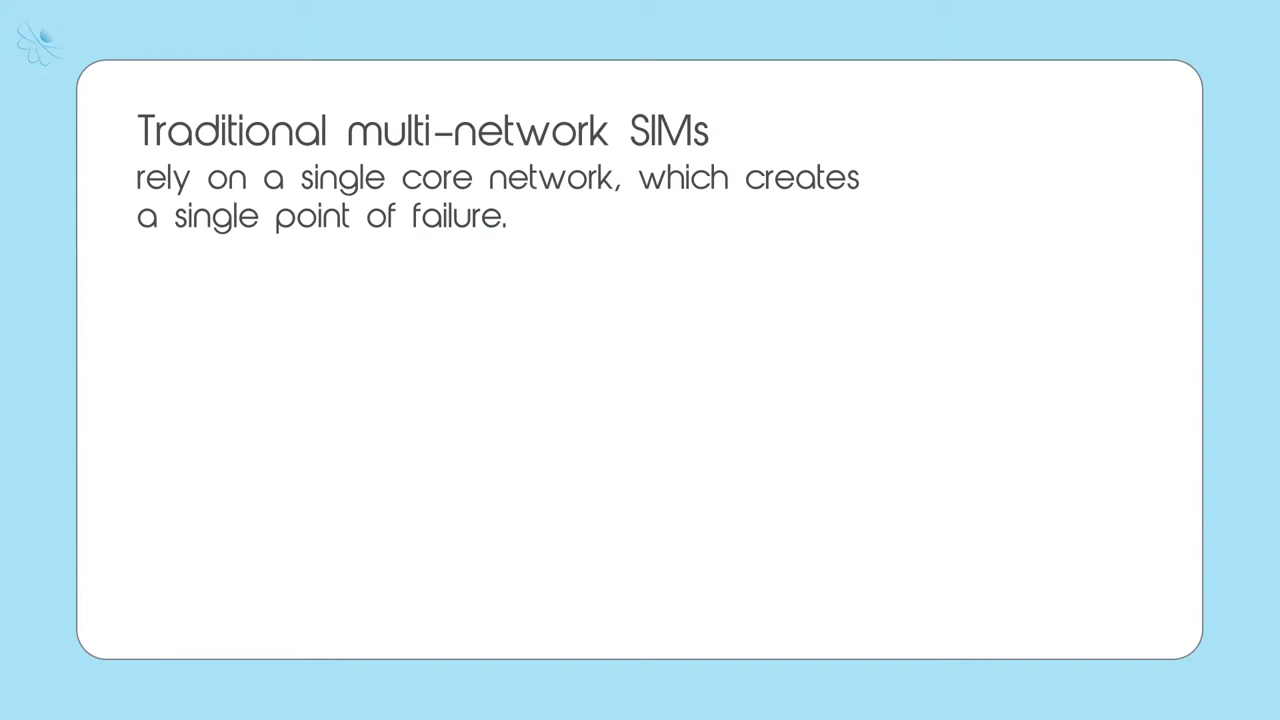 Traditional multi-network SIMs
rely on a single core network, which creates
a single point of failure.